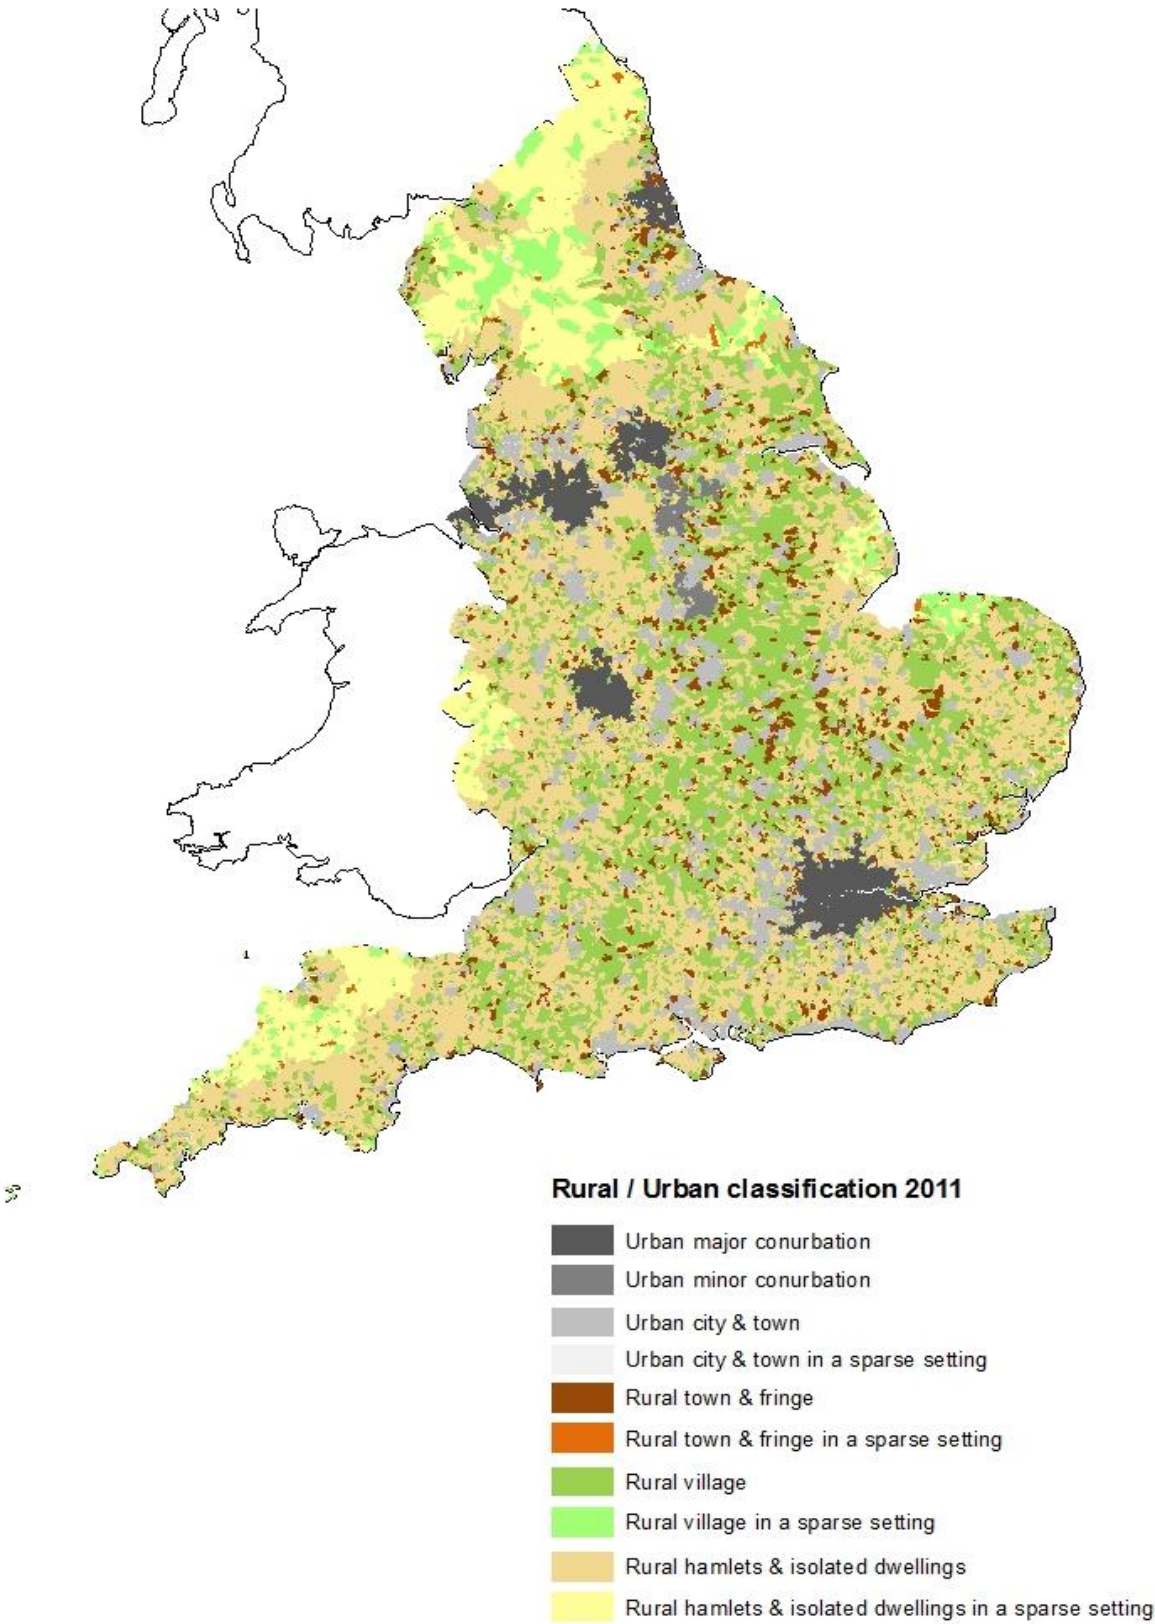 Rural / Urban classification 2011
Urban major conurbation
Urban minor conurbation
Urban city & town
Urban city & town in a sparse setting
Rural town & fringe
Rural town & fringe in a sparse setting
Rural village
Rural village in a sparse setting
Rural hamlets & isolated dwellings
Rural hamlets & isolated dwellings in a sparse setting